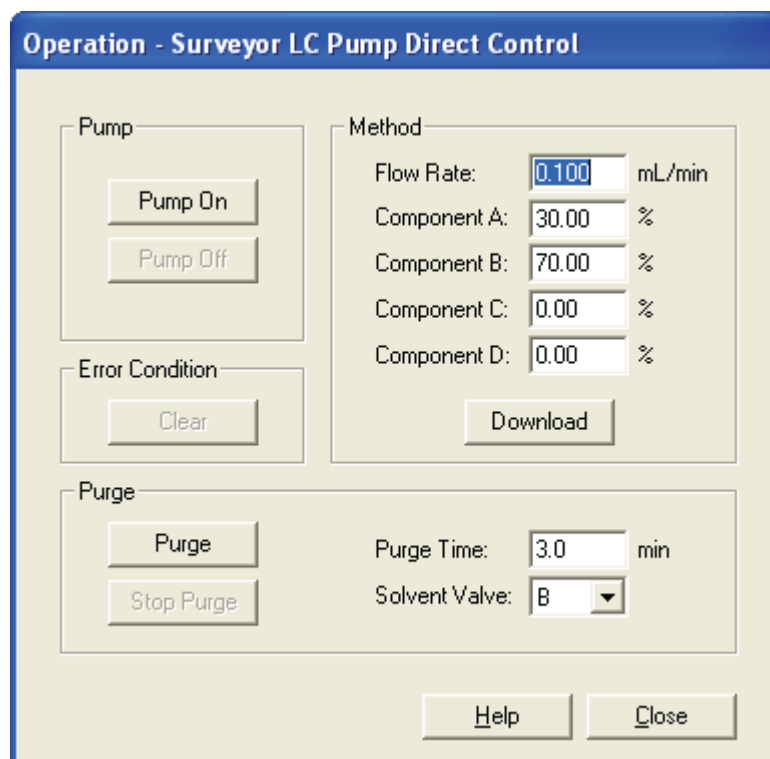 Operation - Surveyor LC Pump Direct Control
Pump
Pump On
Pump Off
Error Condition
Clear
Method
Flow Rate: 0.100 mL/min
Component A: 30.00 %
Component B: 70.00 %
Component C: 0.00 %
Component D: 0.00 %
Download
Purge
Purge
Stop Purge
Purge Time: 3.0 min
Solvent Valve: B
Help
Close